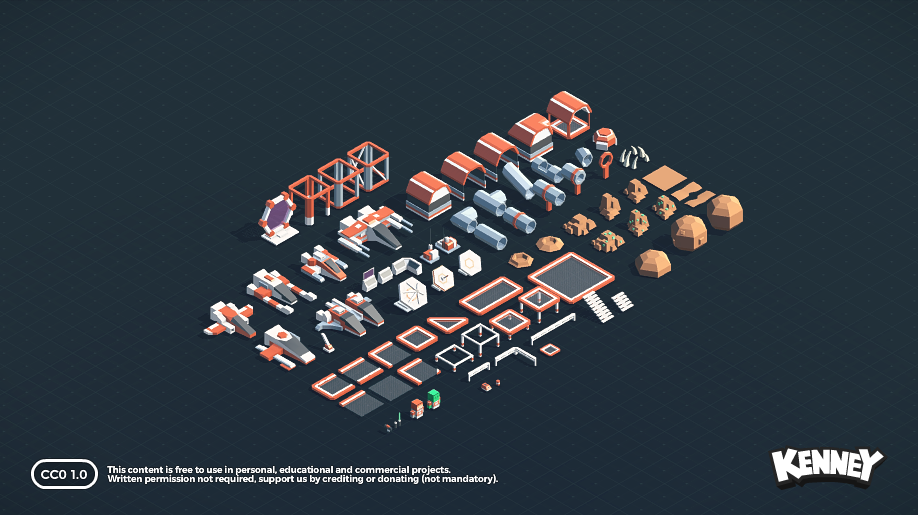 CC0 1.0
This content is free to use in personal, educational and commercial projects.
Written permission not required, support us by crediting or donating (not mandatory).
KENNEY